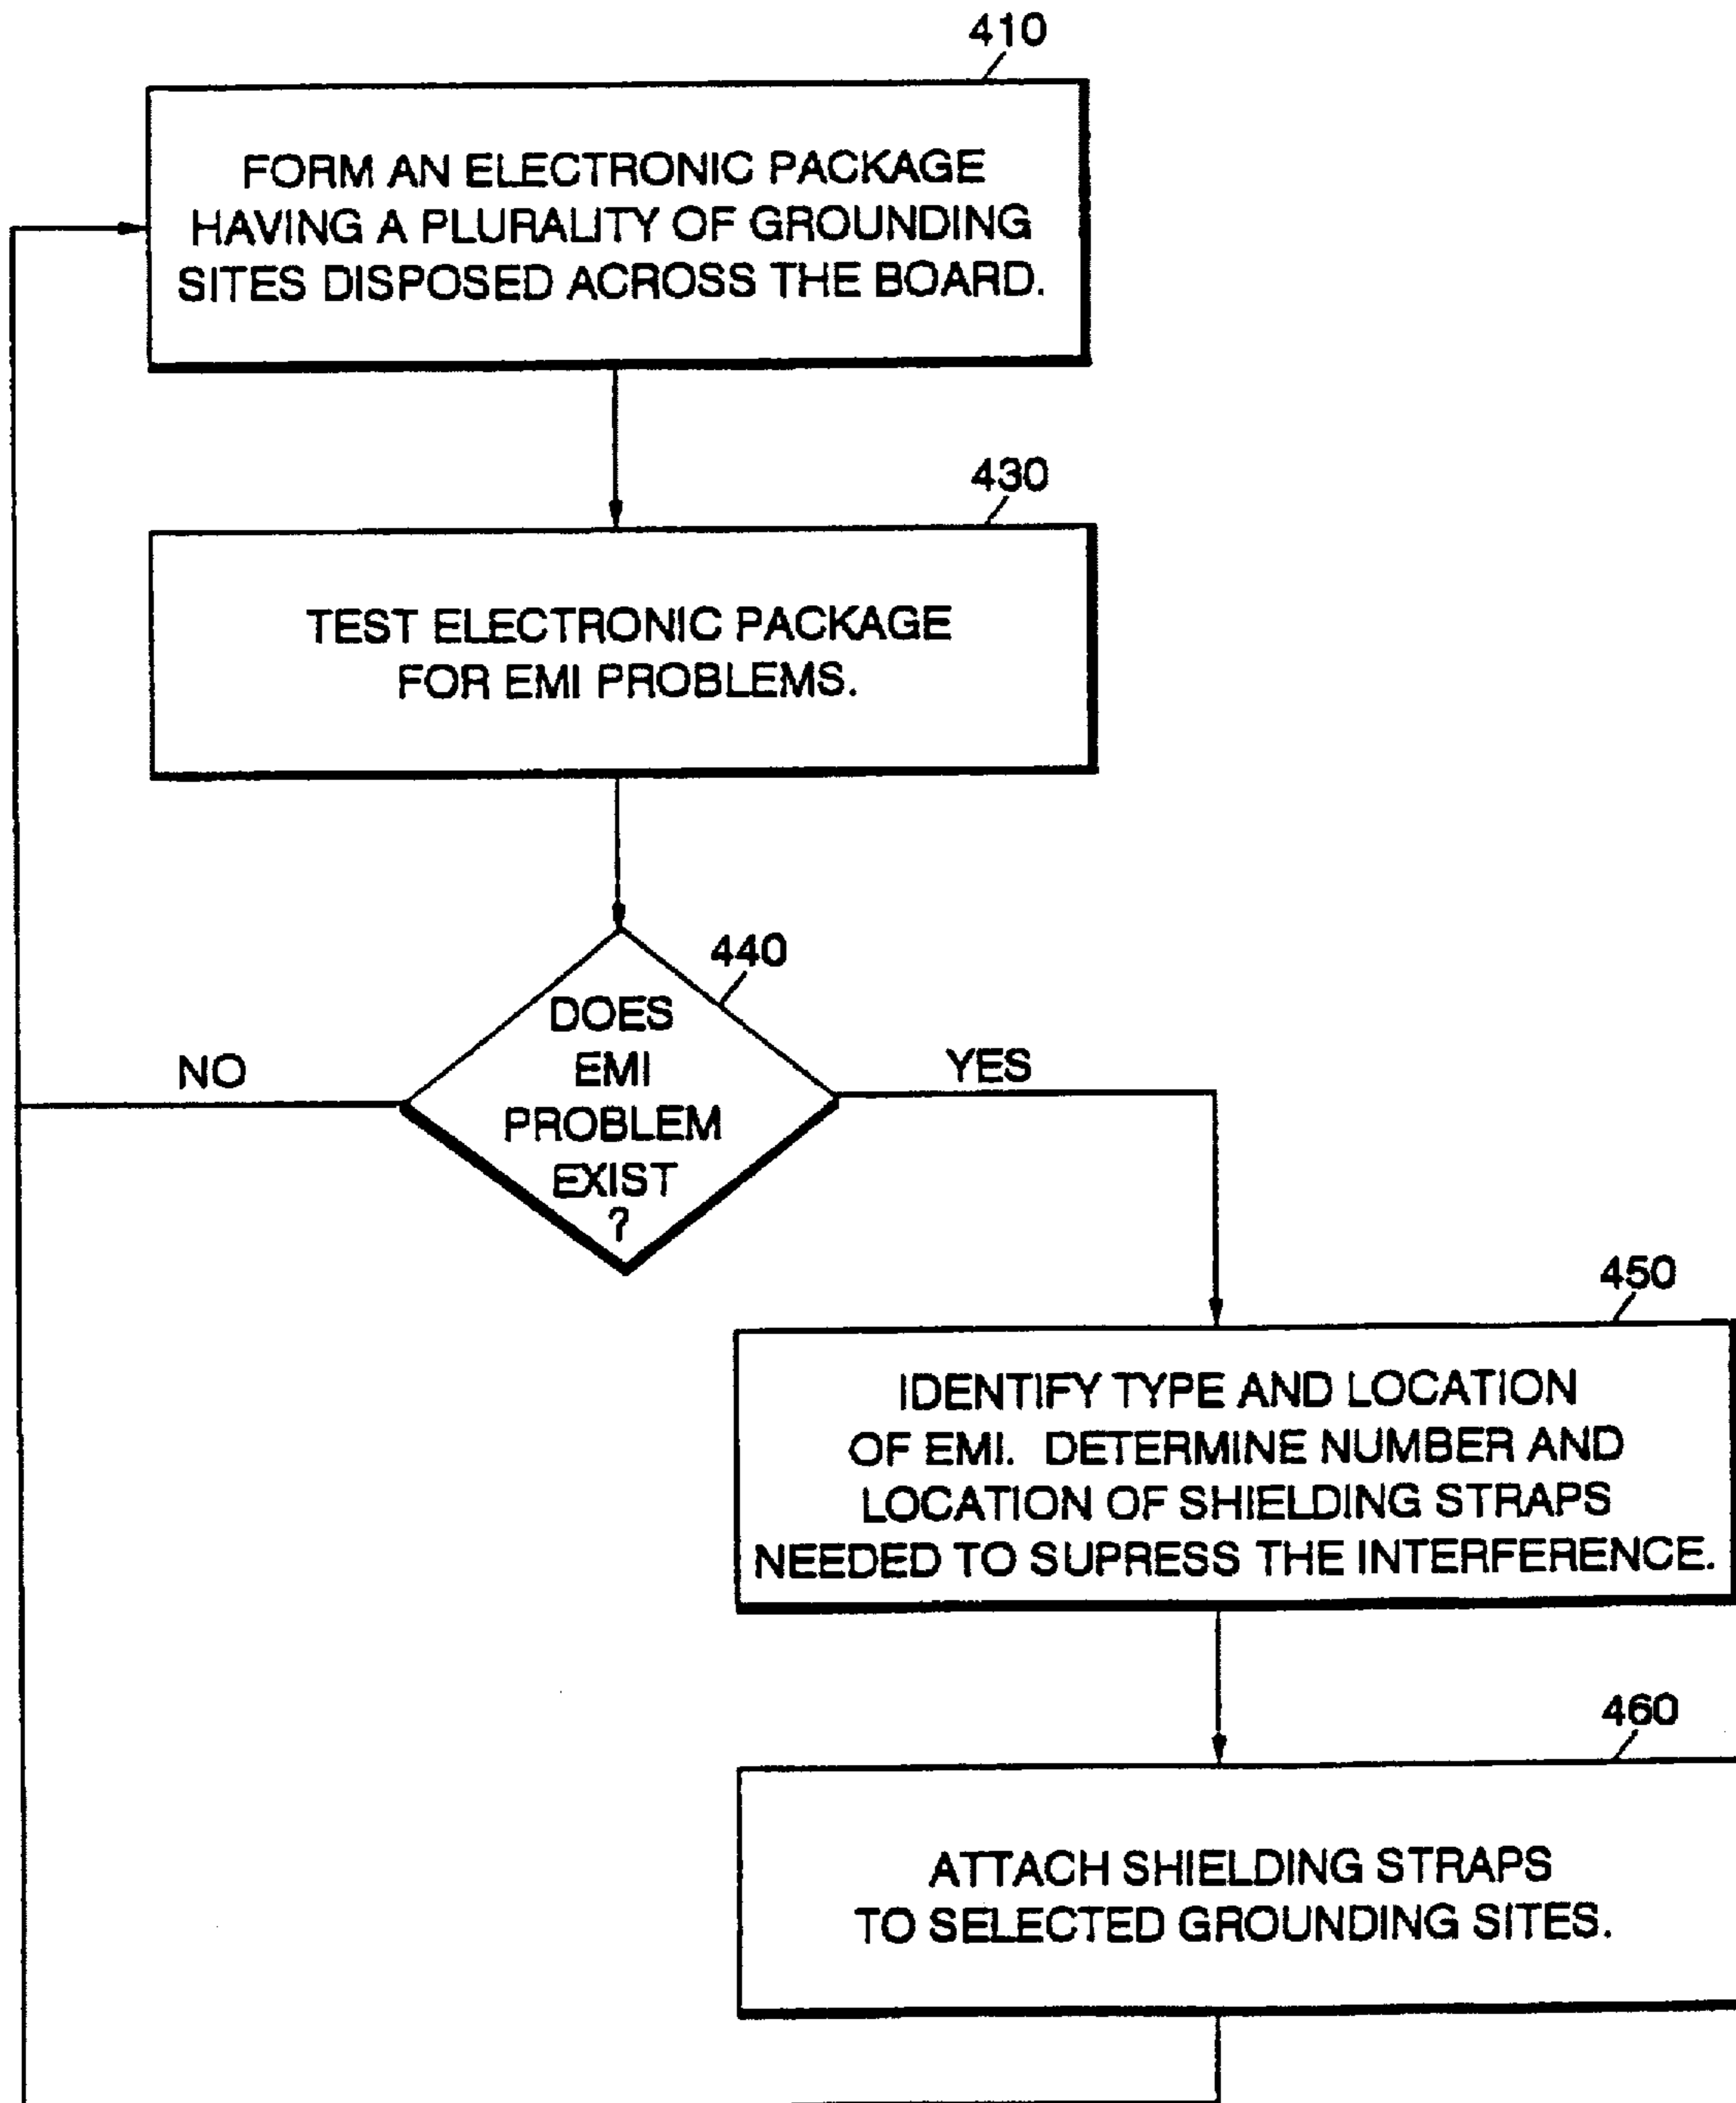 410
FORM AN ELECTRONIC PACKAGE
HAVING A PLURALITY OF GROUNDING
SITES DISPOSED ACROSS THE BOARD.
430
TEST ELECTRONIC PACKAGE
FOR EMI PROBLEMS.
440
DOES
EMI
PROBLEM
EXIST
?
NO
YES
450
IDENTIFY TYPE AND LOCATION
OF EMI. DETERMINE NUMBER AND
LOCATION OF SHIELDING STRAPS
NEEDED TO SUPRESS THE INTERFERENCE.
460
ATTACH SHIELDING STRAPS
TO SELECTED GROUNDING SITES.